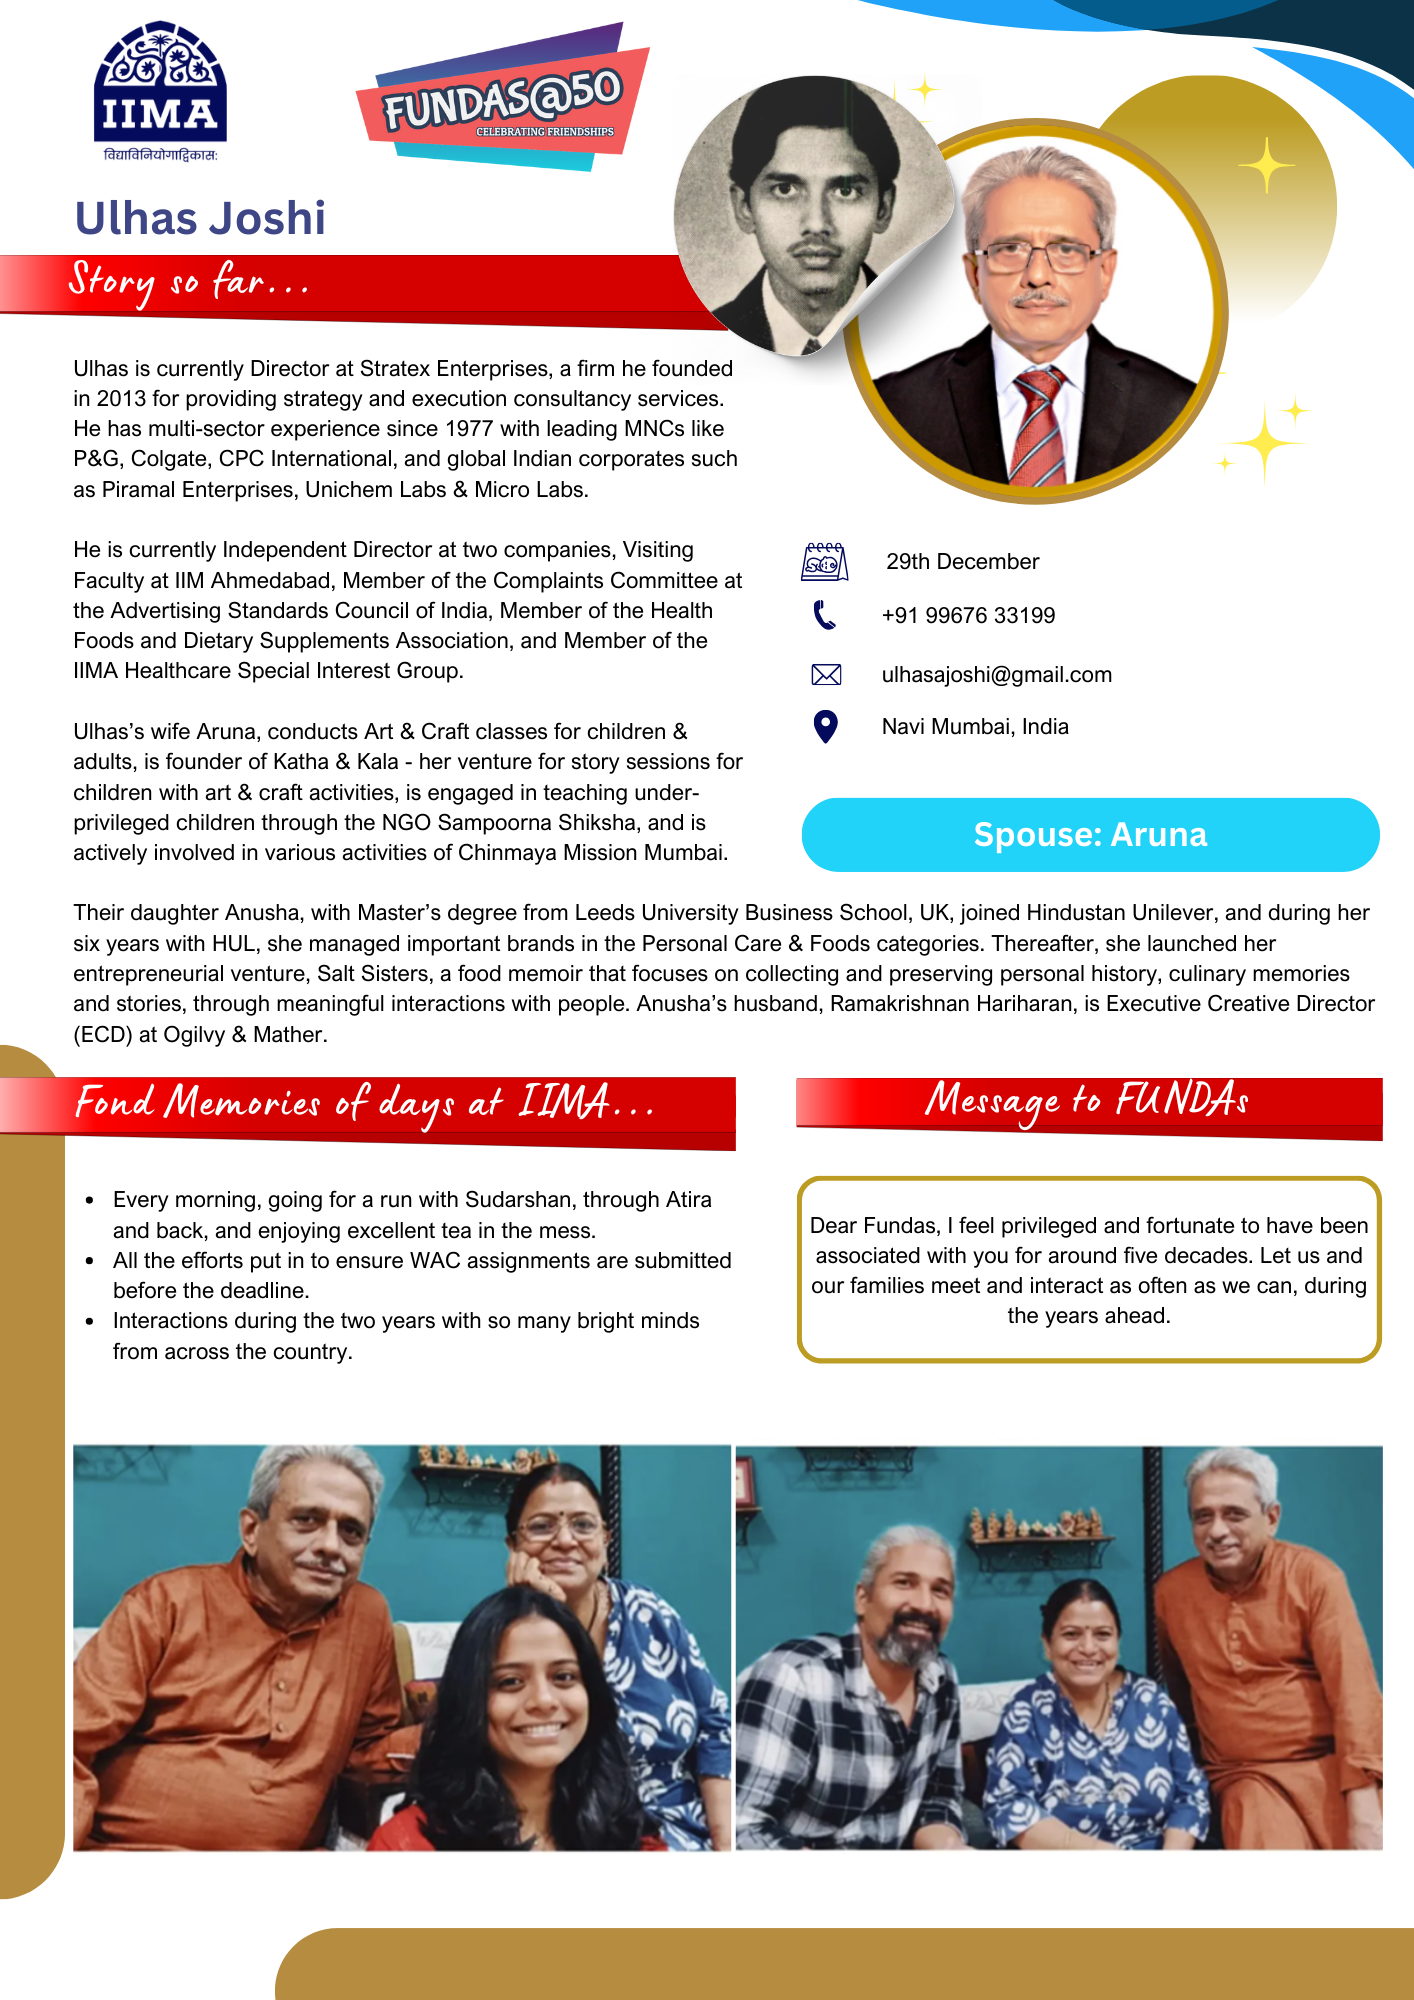 IIMA
विद्याविनियोगाद्विकासः
FUNDAS@50
CELEBRATING FRIENDSHIPS
Ulhas Joshi
Story so far...
Ulhas is currently Director at Stratex Enterprises, a firm he founded
in 2013 for providing strategy and execution consultancy services.
He has multi-sector experience since 1977 with leading MNCs like
P&G, Colgate, CPC International, and global Indian corporates such
as Piramal Enterprises, Unichem Labs & Micro Labs.
He is currently Independent Director at two companies, Visiting
Faculty at IIM Ahmedabad, Member of the Complaints Committee at
the Advertising Standards Council of India, Member of the Health
Foods and Dietary Supplements Association, and Member of the
IIMA Healthcare Special Interest Group.
Ulhas’s wife Aruna, conducts Art & Craft classes for children &
adults, is founder of Katha & Kala - her venture for story sessions for
children with art & craft activities, is engaged in teaching under-
privileged children through the NGO Sampoorna Shiksha, and is
actively involved in various activities of Chinmaya Mission Mumbai.
29th December
+91 99676 33199
ulhasajoshi@gmail.com
Navi Mumbai, India
Spouse: Aruna
Their daughter Anusha, with Master’s degree from Leeds University Business School, UK, joined Hindustan Unilever, and during her
six years with HUL, she managed important brands in the Personal Care & Foods categories. Thereafter, she launched her
entrepreneurial venture, Salt Sisters, a food memoir that focuses on collecting and preserving personal history, culinary memories
and stories, through meaningful interactions with people. Anusha’s husband, Ramakrishnan Hariharan, is Executive Creative Director
(ECD) at Ogilvy & Mather.
Fond Memories of days at IIMA...
• Every morning, going for a run with Sudarshan, through Atira
and back, and enjoying excellent tea in the mess.
• All the efforts put in to ensure WAC assignments are submitted
before the deadline.
• Interactions during the two years with so many bright minds
from across the country.
Message to FUNDAs
Dear Fundas, I feel privileged and fortunate to have been
associated with you for around five decades. Let us and
our families meet and interact as often as we can, during
the years ahead.